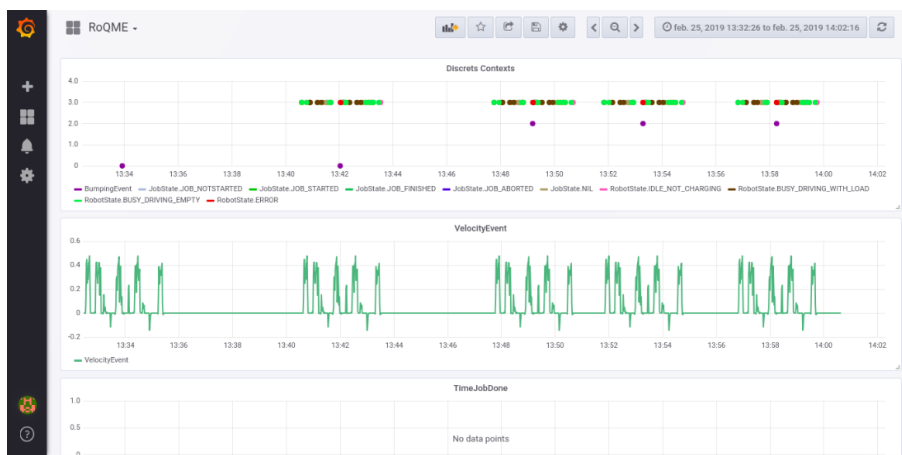 RoQME
feb. 25, 2019 13:32:26 to feb. 25, 2019 14:02:16
Discrets Contexts
4.0
3.0
2.0
1.0
0
13:34 13:36 13:38 13:40 13:42 13:44 13:46 13:48 13:50 13:52 13:54 13:56 13:58 14:00 14:02
BumpingEvent JobState.JOB_NOTSTARTED JobState.JOB_STARTED JobState.JOB_FINISHED JobState.JOB_ABORTED JobState.NIL RobotState.IDLE_NOT_CHARGING RobotState.BUSY_DRIVING_WITH_LOAD
RobotState.BUSY_DRIVING_EMPTY RobotState.ERROR
VelocityEvent
0.6
0.4
0.2
0
-0.2
13:34 13:36 13:38 13:40 13:42 13:44 13:46 13:48 13:50 13:52 13:54 13:56 13:58 14:00 14:02
VelocityEvent
TimeJobDone
1.0
0.5
No data points
0